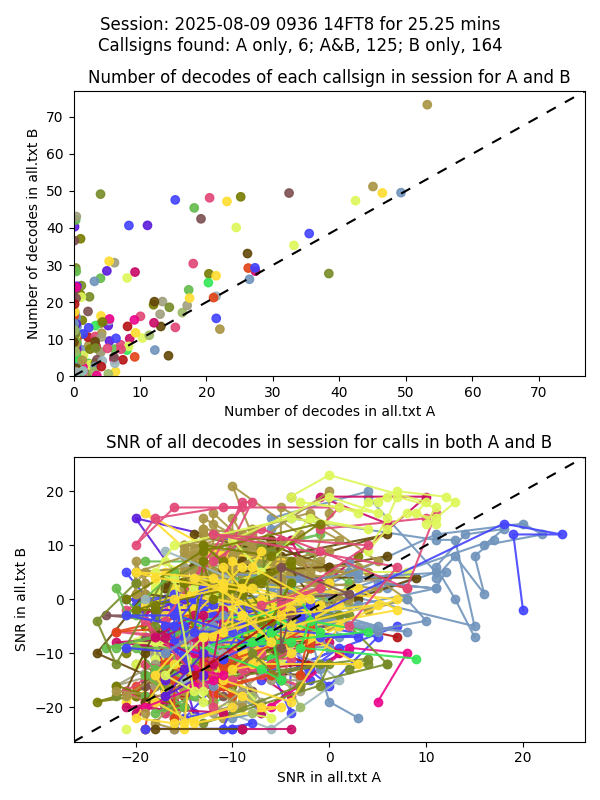 Session: 2025-08-09 0936 14FT8 for 25.25 mins
Callsigns found: A only, 6; A&B, 125; B only, 164
Number of decodes of each callsign in session for A and B
Number of decodes in all.txt B
70
60
50
40
30
20
10
0
0 10 20 30 40 50 60 70
Number of decodes in all.txt A
SNR of all decodes in session for calls in both A and B
SNR in all.txt B
20
10
0
−10
−20
−20 −10 0 10 20
SNR in all.txt A